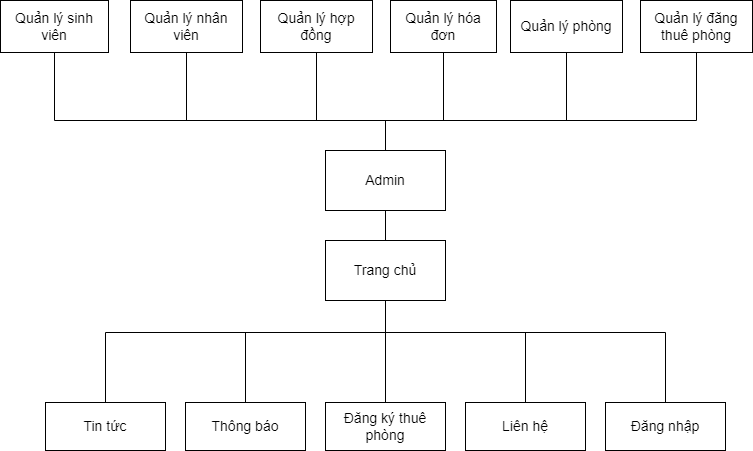 Quản lý sinh
viên
Quản lý nhân
viên
Quản lý hợp
đồng
Quản lý hóa
đơn
Quản lý phòng
Quản lý đăng
thuê phòng
Admin
Trang chủ
Tin tức
Thông báo
Đăng ký thuê
phòng
Liên hệ
Đăng nhập